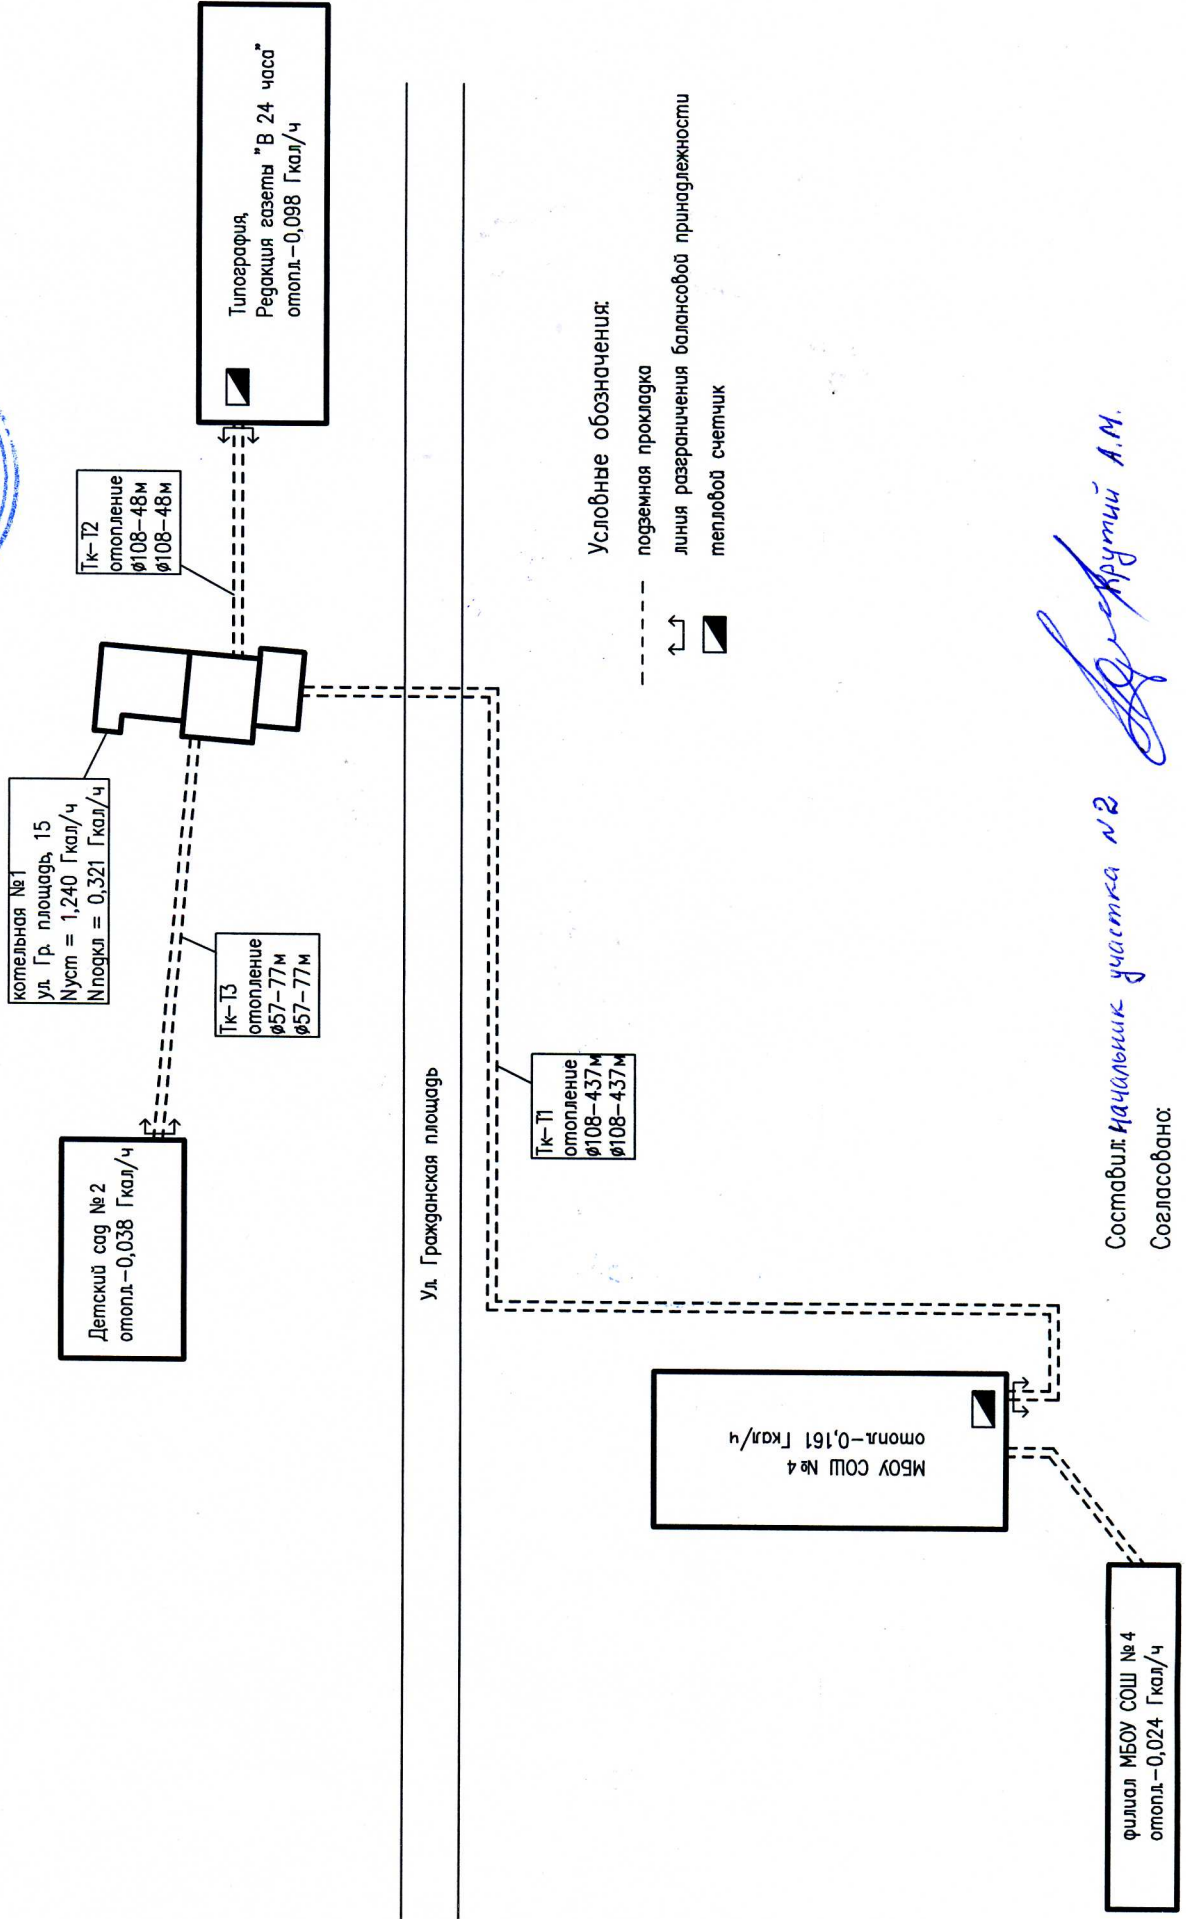 котельная №1
ул. Гр. площадь, 15
Nуст = 1,240 Гкал/ч
Nподкл = 0,321 Гкал/ч
Тк-Т2
отопление
ø108-48м
ø108-48м
Типография,
Редакция газеты "В 24 часа"
отопл.-0,098 Гкал/ч
Детский сад №2
отопл.-0,038 Гкал/ч
Тк-Т3
отопление
ø57-77м
ø57-77м
Ул. Гражданская площадь
Тк-Т1
отопление
ø108-437м
ø108-437м
Условные обозначения:
подземная прокладка
линия разграничения балансовой принадлежности
тепловой счетчик
МБОУ СОШ №4
отопл.-0,161 Гкал/ч
филиал МБОУ СОШ №4
отопл.-0,024 Гкал/ч
Составил: начальник участка №2 Крутий А.М.
Согласовано: